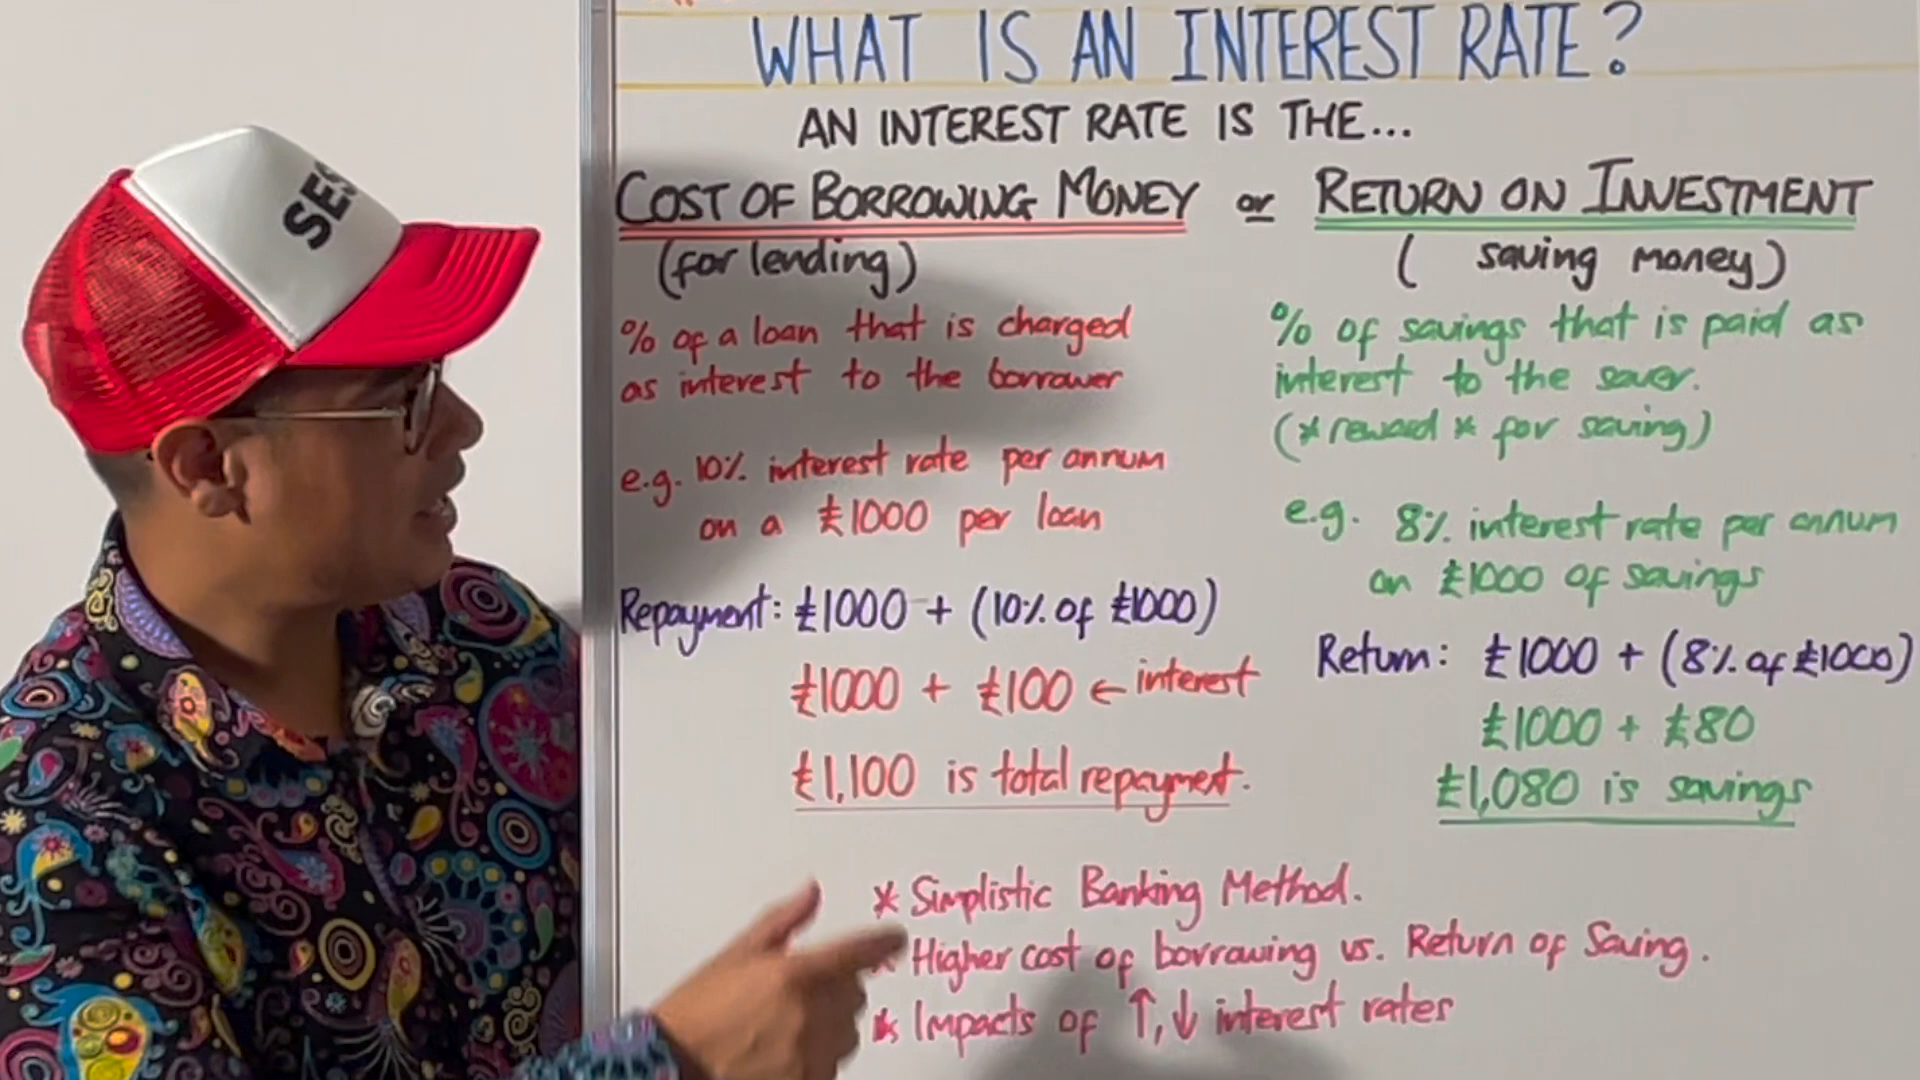 WHAT IS AN INTEREST RATE?
AN INTEREST RATE IS THE...
COST OF BORROWING MONEY or RETURN ON INVESTMENT
(for lending)
% of a loan that is charged
as interest to the borrower
e.g. 10% interest rate per annum
on a £1000 per loan
Repayment: £1000 + (10% of £1000)
£1000 + £100 ← interest
£1,100 is total repayment.
( saving money)
% of savings that is paid as
interest to the saver.
(* reward * for saving)
e.g. 8% interest rate per annum
on £1000 of savings
Return: £1000 + (8% of £1000)
£1000 + £80
£1,080 is savings
* Simplistic Banking Method.
* Higher cost of borrowing vs. Return of Saving.
* Impacts of ↑,↓ interest rates